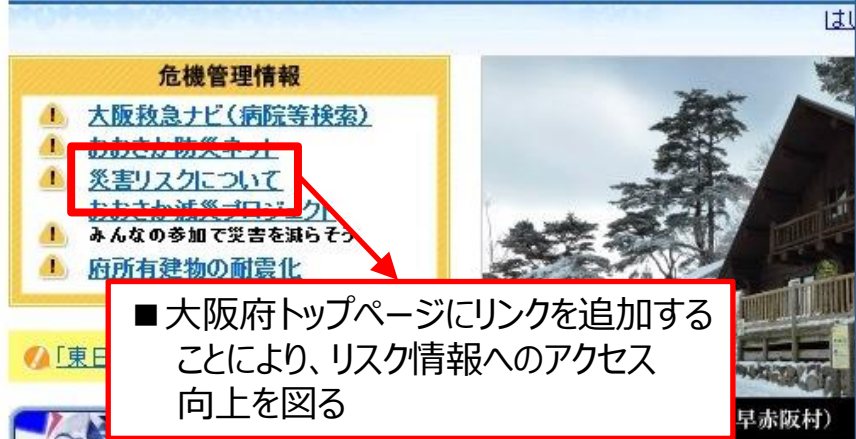 はじ
危機管理情報
大阪救急ナビ(病院等検索)
おおさか防災ネット
災害リスクについて
おおさか減災プロジェクト
みんなの参加で災害を減らそう
府所有建物の耐震化
■大阪府トップページにリンクを追加する
ことにより、リスク情報へのアクセス
向上を図る
「東日
早赤阪村)